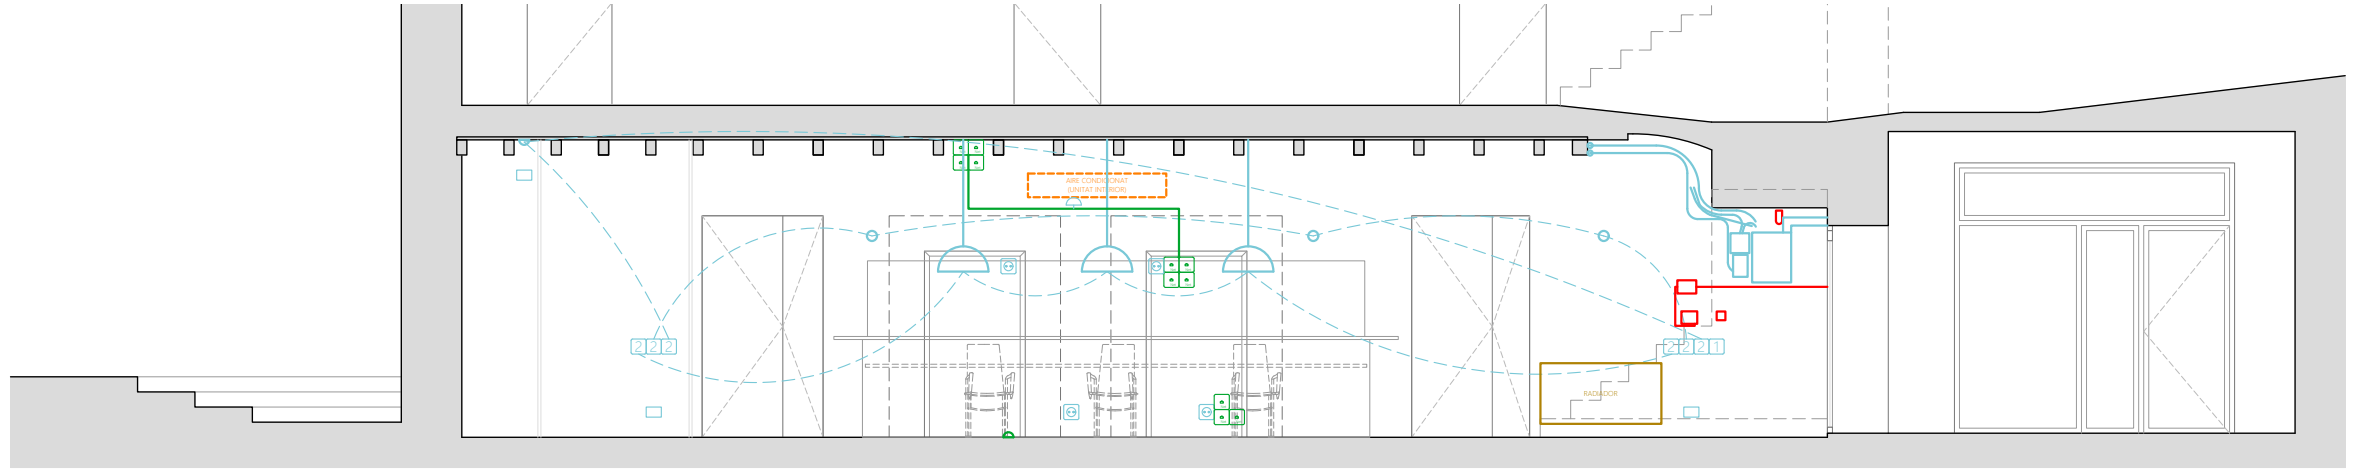 AIRE CONDICIONAT
(UNITAT INTERIOR)
2 2 2
2 2 2 1
RADIADOR